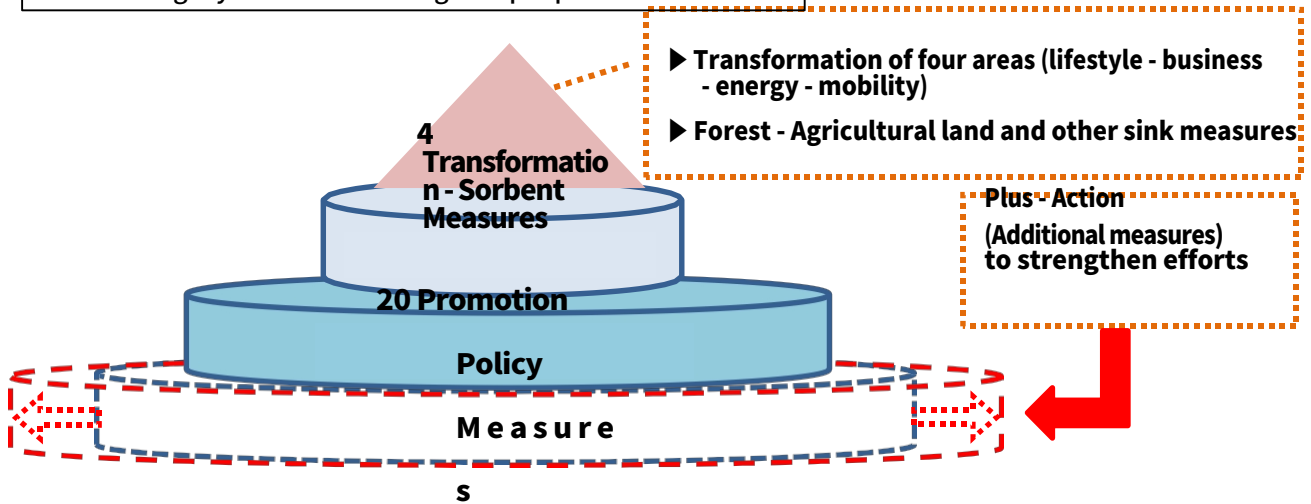 ▶ Transformation of four areas (lifestyle - business
- energy - mobility)
▶ Forest - Agricultural land and other sink measures
4
Transformatio
n - Sorbent
Measures
Plus - Action
(Additional measures)
to strengthen efforts
20 Promotion
Policy
Measure
s